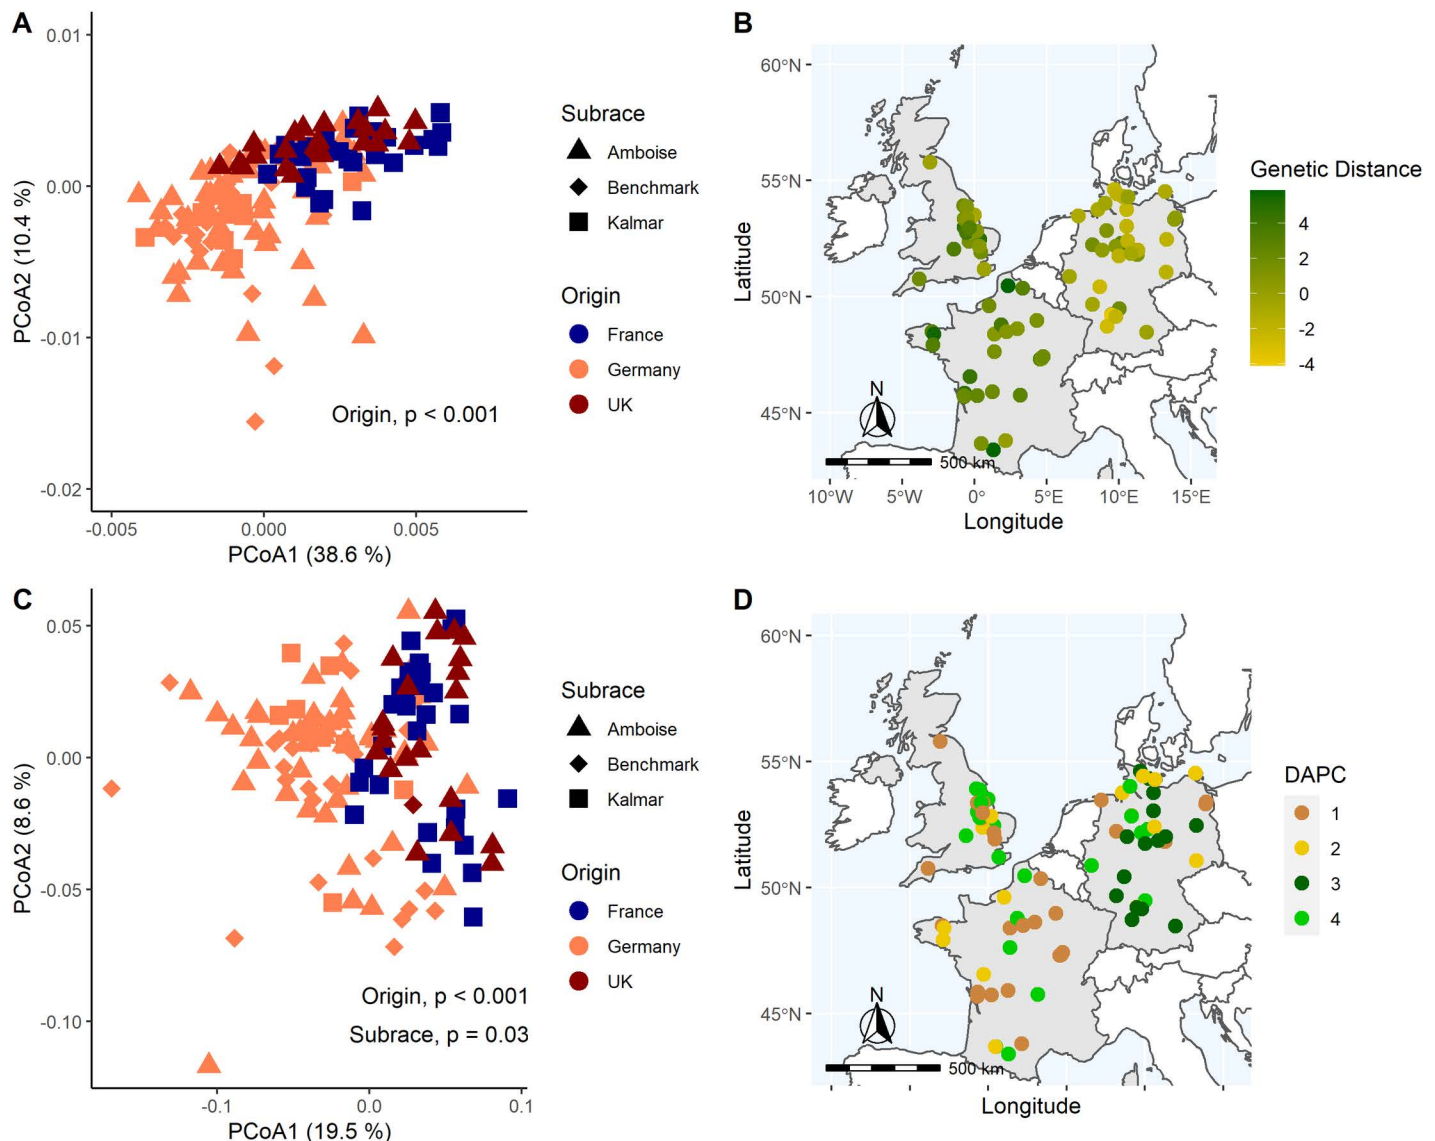 A
0.01
0.00
-0.01
-0.02
PCoA2 (10.4 %)
-0.005
0.000
0.005
PCoA1 (38.6 %)
Origin, p < 0.001
Subrace
Amboise
Benchmark
Kalmar
Origin
France
Germany
UK
B
60°N
55°N
50°N
45°N
Latitude
N
500 km
10°W
5°W
0°
5°E
10°E
15°E
Longitude
Genetic Distance
4
2
0
-2
-4
C
0.05
0.00
-0.05
-0.10
PCoA2 (8.6 %)
-0.1
0.0
0.1
PCoA1 (19.5 %)
Origin, p < 0.001
Subrace, p = 0.03
Subrace
Amboise
Benchmark
Kalmar
Origin
France
Germany
UK
D
60°N
55°N
50°N
45°N
Latitude
N
500 km
Longitude
DAPC
1
2
3
4